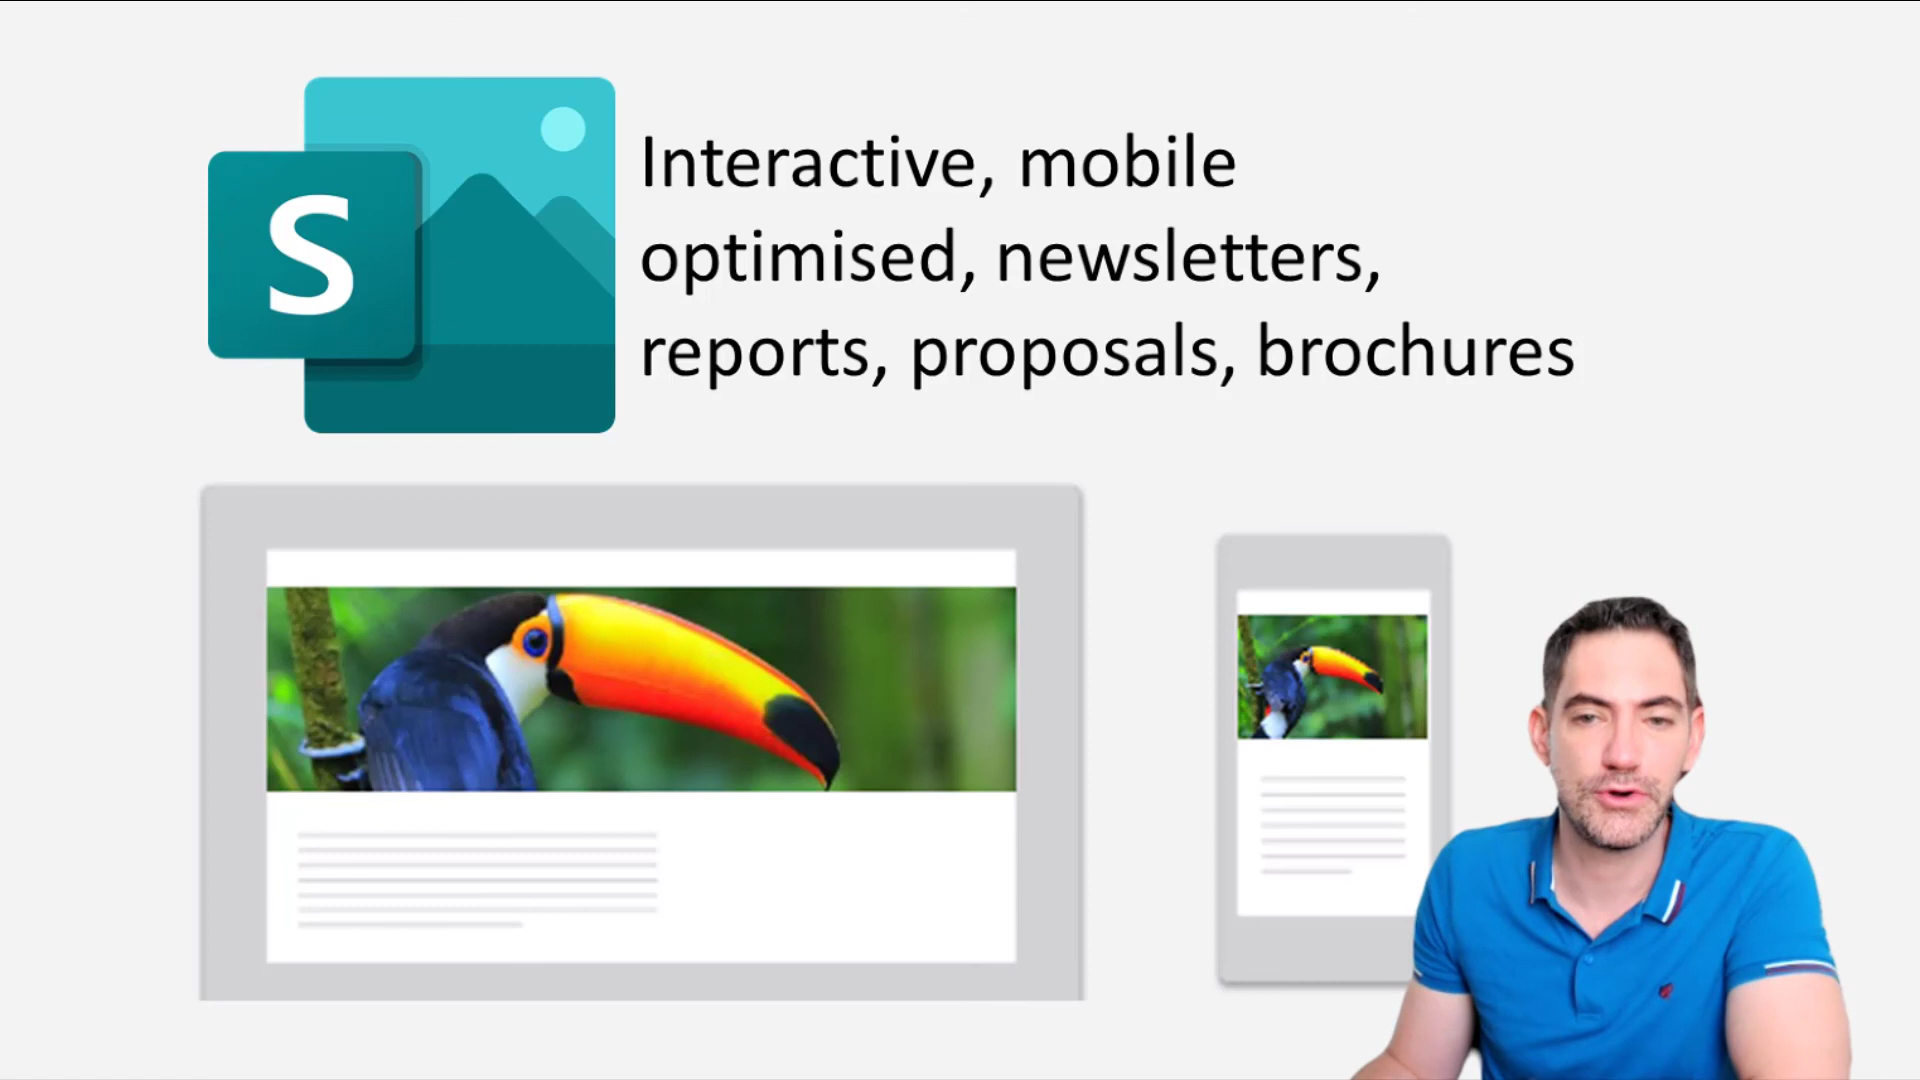 S
Interactive, mobile
optimised, newsletters,
reports, proposals, brochures